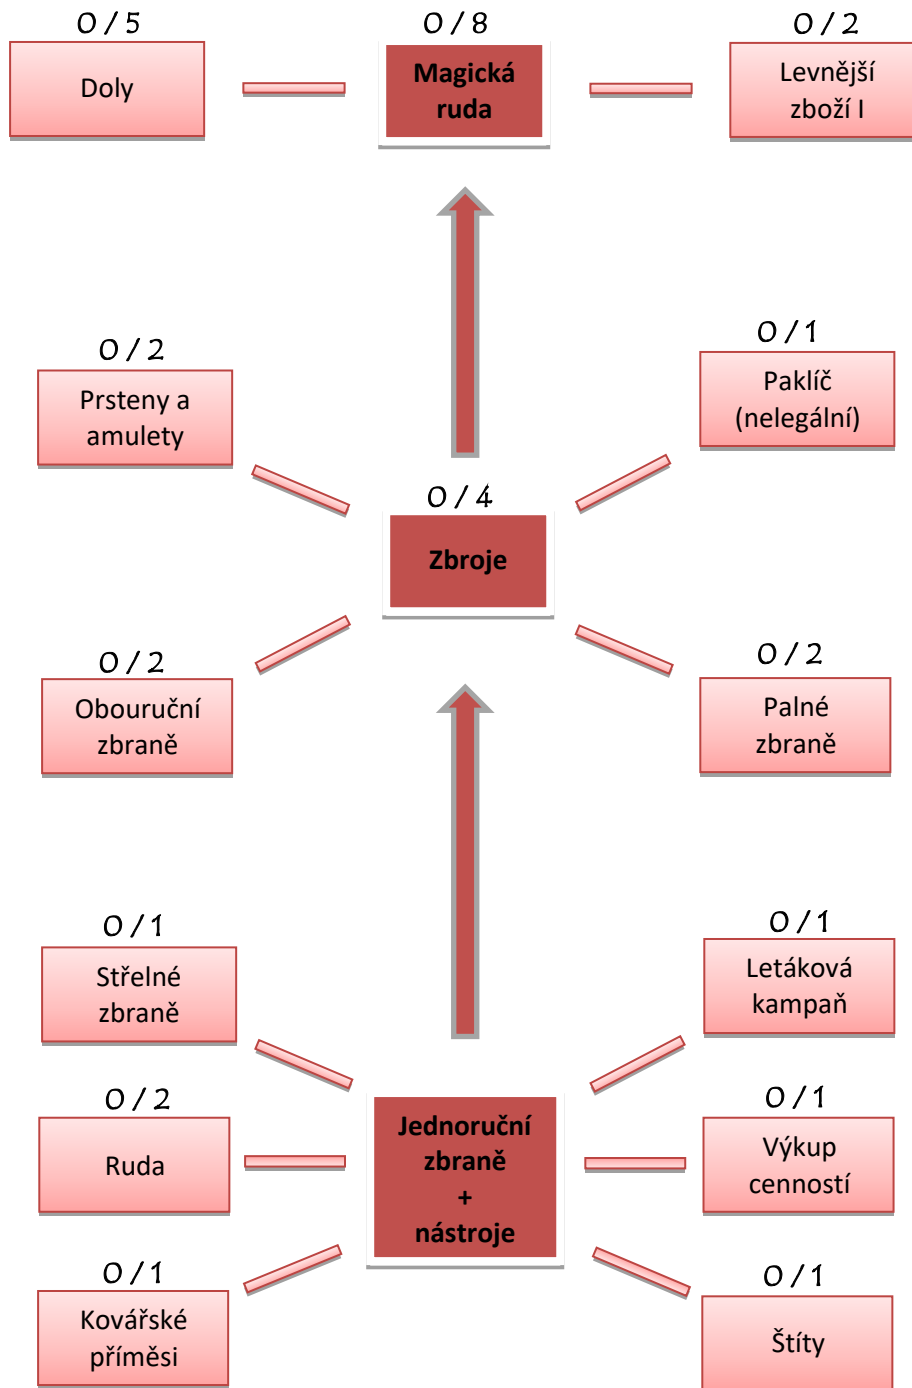 0 / 5
Doly
0 / 8
Magická
ruda
0 / 2
Levnější
zboží I
0 / 2
Prsteny a
amulety
0 / 1
Paklíč
(nelegální)
0 / 4
Zbroje
0 / 2
Obouruční
zbraně
0 / 2
Palné
zbraně
0 / 1
Střelné
zbraně
0 / 1
Letáková
kampaň
0 / 2
Ruda
Jednoruční
zbraně
+
nástroje
0 / 1
Výkup
cenností
0 / 1
Kovářské
příměsi
0 / 1
Štíty